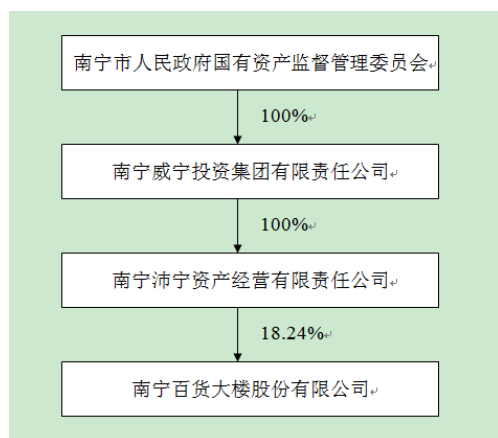 南宁市人民政府国有资产监督管理委员会
100%
南宁威宁投资集团有限责任公司
100%
南宁沛宁资产经营有限责任公司
18.24%
南宁百货大楼股份有限公司